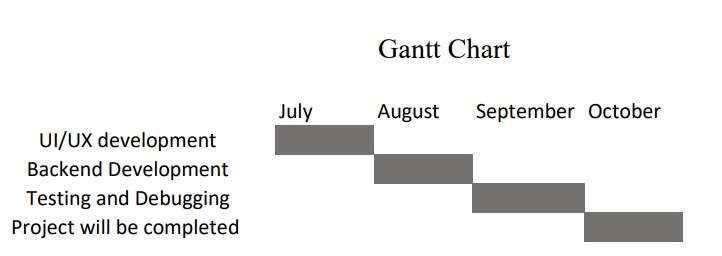 Gantt Chart
July August September October
UI/UX development
Backend Development
Testing and Debugging
Project will be completed